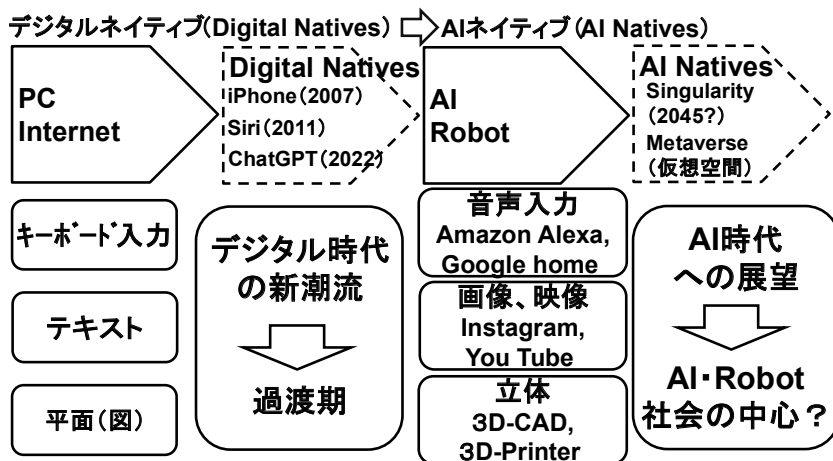 デジタルネイティブ(Digital Natives) ⇨ AIネイティブ(AI Natives)
PC
Internet
Digital Natives
iPhone(2007)
Siri(2011)
ChatGPT(2022)
AI
Robot
AI Natives
Singularity
(2045?)
Metaverse
(仮想空間)
キーボード入力
テキスト
平面(図)
デジタル時代
の新潮流
過渡期
音声入力
Amazon Alexa,
Google home
画像、映像
Instagram,
You Tube
立体
3D-CAD,
3D-Printer
AI時代
への展望
AI・Robot
社会の中心？